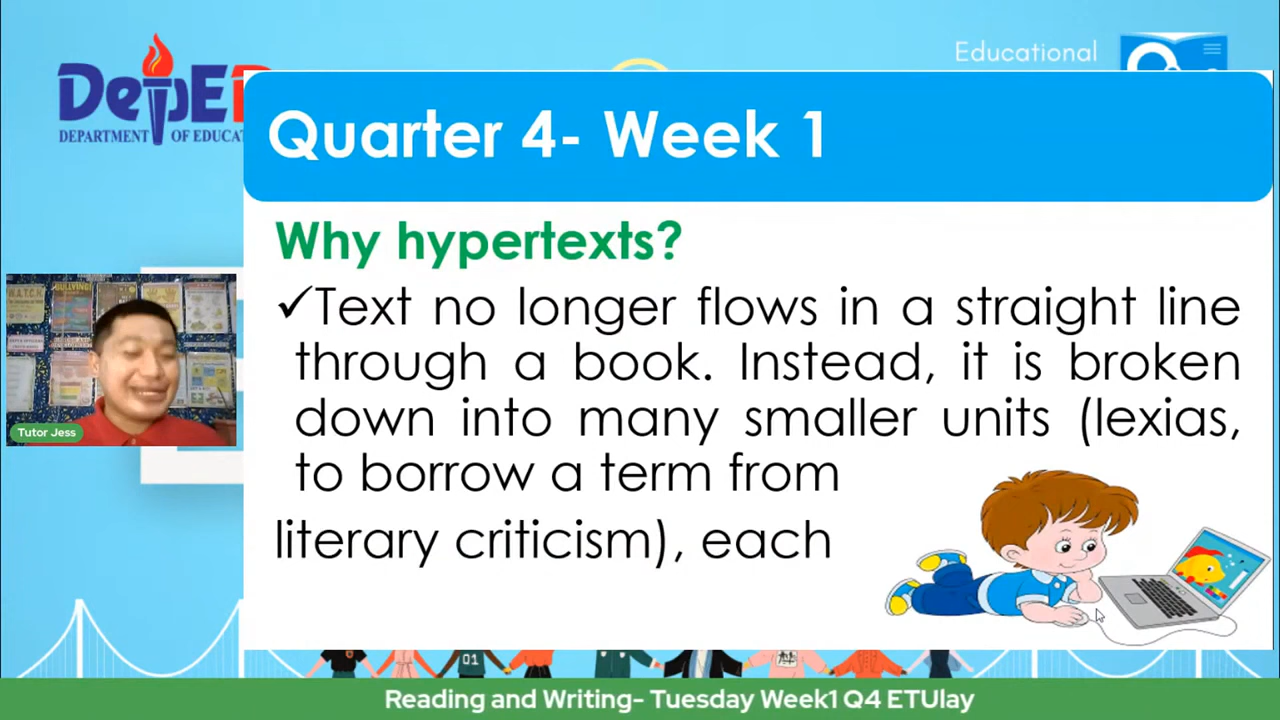 Educational
DepED
DEPARTMENT OF EDUCAT
Quarter 4- Week 1
Why hypertexts?
✓Text no longer flows in a straight line
through a book. Instead, it is broken
down into many smaller units (lexias,
to borrow a term from
literary criticism), each
BULLYING!
Tutor Jess
01
Reading and Writing- Tuesday Week1 Q4 ETUlay